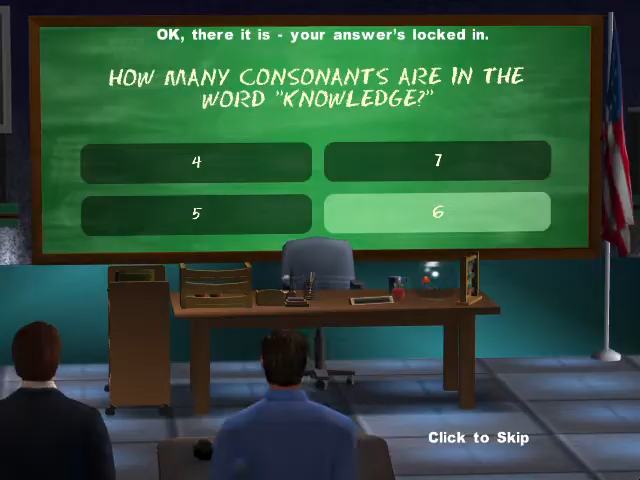 OK, there it is - your answer's locked in.
HOW MANY CONSONANTS ARE IN THE
WORD "KNOWLEDGE?"
4
7
5
6
Click to Skip